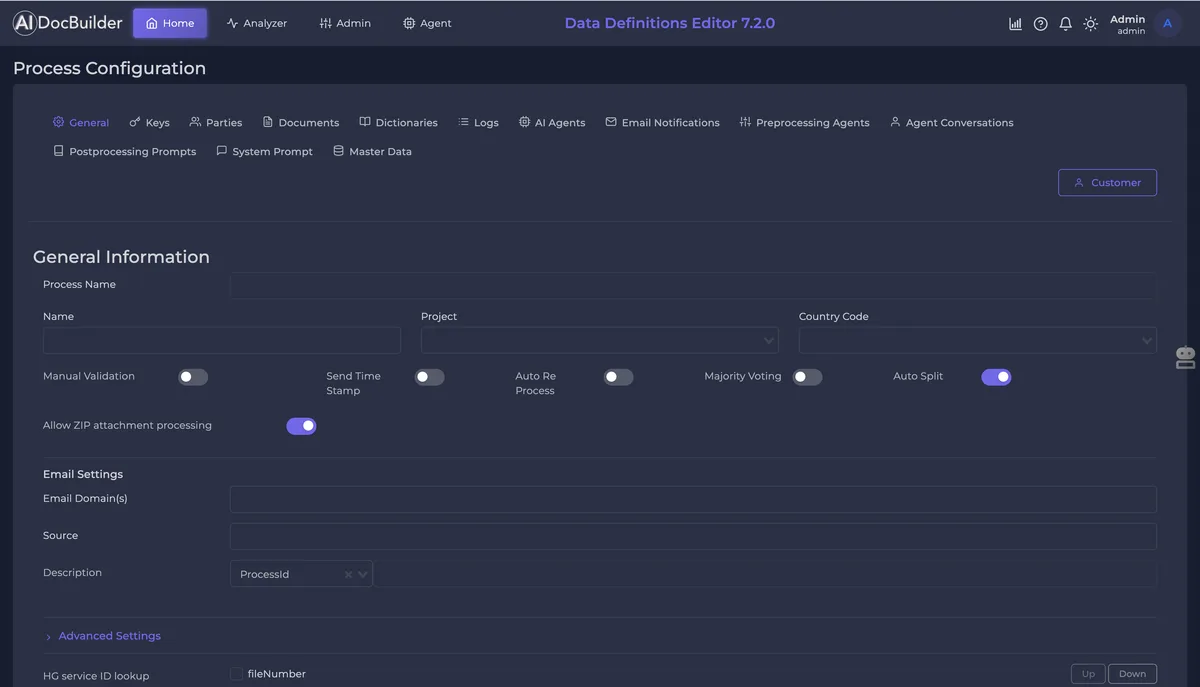 AI DocBuilder Home Analyzer Admin Agent Data Definitions Editor 7.2.0 Admin A
admin
Process Configuration
General Keys Parties Documents Dictionaries Logs AI Agents Email Notifications Preprocessing Agents Agent Conversations
Postprocessing Prompts System Prompt Master Data
Customer
General Information
Process Name
Name Project Country Code
Manual Validation Send Time Stamp Auto Re Process Majority Voting Auto Split
Allow ZIP attachment processing
Email Settings
Email Domain(s)
Source
Description ProcessId
Advanced Settings
HG service ID lookup fileNumber Up Down